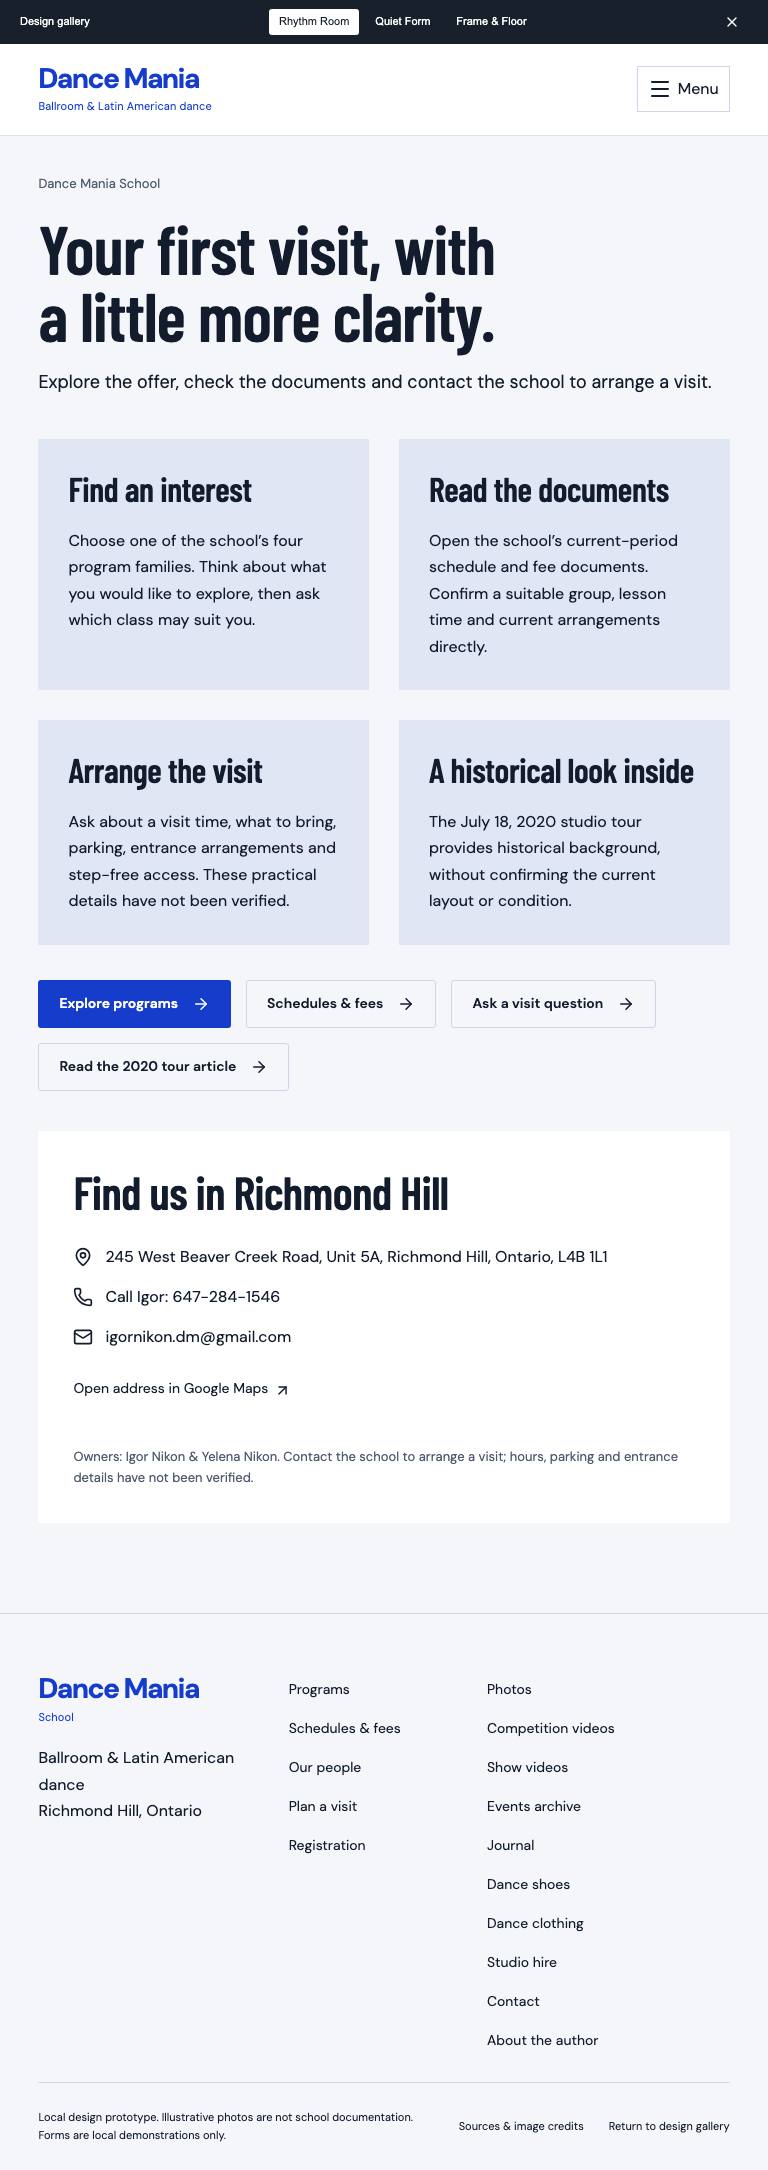 Design gallery
Rhythm Room
Quiet Form
Frame & Floor
Dance Mania
Ballroom & Latin American dance
Menu
Dance Mania School
Your first visit, with
a little more clarity.
Explore the offer, check the documents and contact the school to arrange a visit.
Find an interest
Choose one of the school’s four
program families. Think about what
you would like to explore, then ask
which class may suit you.
Read the documents
Open the school’s current-period
schedule and fee documents.
Confirm a suitable group, lesson
time and current arrangements
directly.
Arrange the visit
Ask about a visit time, what to bring,
parking, entrance arrangements and
step-free access. These practical
details have not been verified.
A historical look inside
The July 18, 2020 studio tour
provides historical background,
without confirming the current
layout or condition.
Explore programs
Schedules & fees
Ask a visit question
Read the 2020 tour article
Find us in Richmond Hill
245 West Beaver Creek Road, Unit 5A, Richmond Hill, Ontario, L4B 1L1
Call Igor: 647-284-1546
igornikon.dm@gmail.com
Open address in Google Maps
Owners: Igor Nikon & Yelena Nikon. Contact the school to arrange a visit; hours, parking and entrance
details have not been verified.
Dance Mania
School
Ballroom & Latin American
dance
Richmond Hill, Ontario
Programs
Schedules & fees
Our people
Plan a visit
Registration
Photos
Competition videos
Show videos
Events archive
Journal
Dance shoes
Dance clothing
Studio hire
Contact
About the author
Local design prototype. Illustrative photos are not school documentation.
Forms are local demonstrations only.
Sources & image credits
Return to design gallery